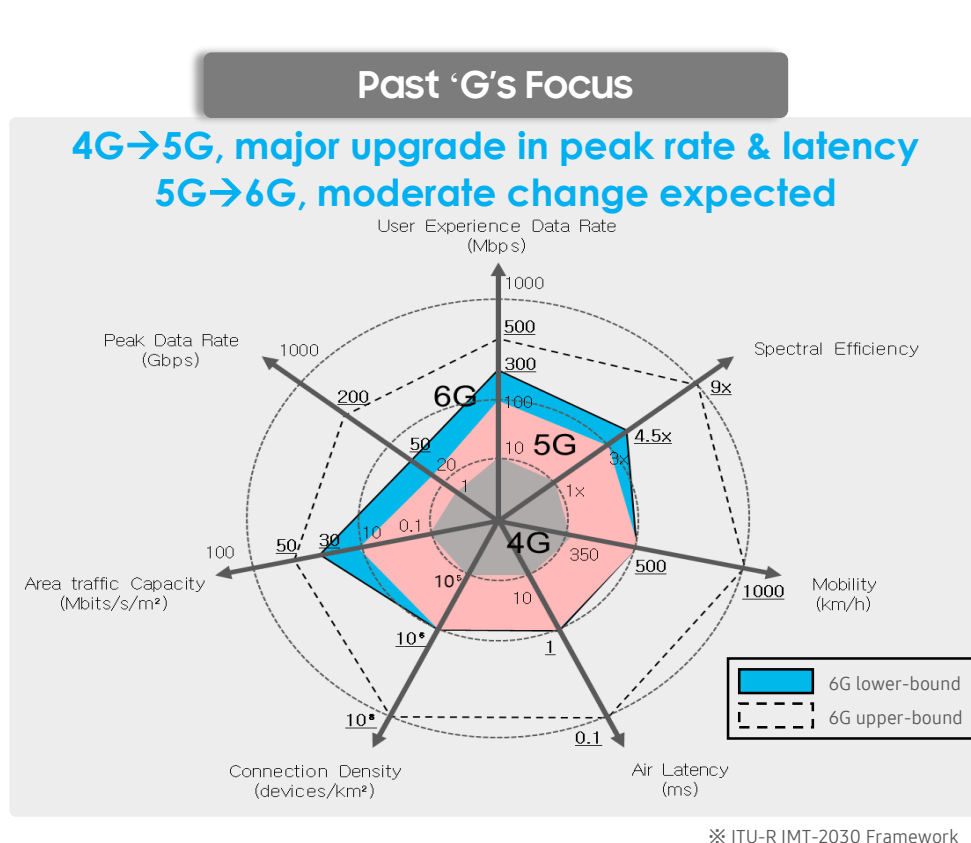 Past ‘G’s Focus
4G→5G, major upgrade in peak rate & latency
5G→6G, moderate change expected
User Experience Data Rate
(Mbps)
1000
500
300
100
10
Peak Data Rate
(Gbps)
1000
200
50
20
1
Spectral Efficiency
9x
4.5x
3x
1x
6G
5G
4G
Area traffic Capacity
(Mbits/s/m²)
100
50
30
10
0.1
Mobility
(km/h)
350
500
1000
Connection Density
(devices/km²)
10⁵
10⁶
10⁸
Air Latency
(ms)
10
1
0.1
6G lower-bound
6G upper-bound
※ ITU-R IMT-2030 Framework